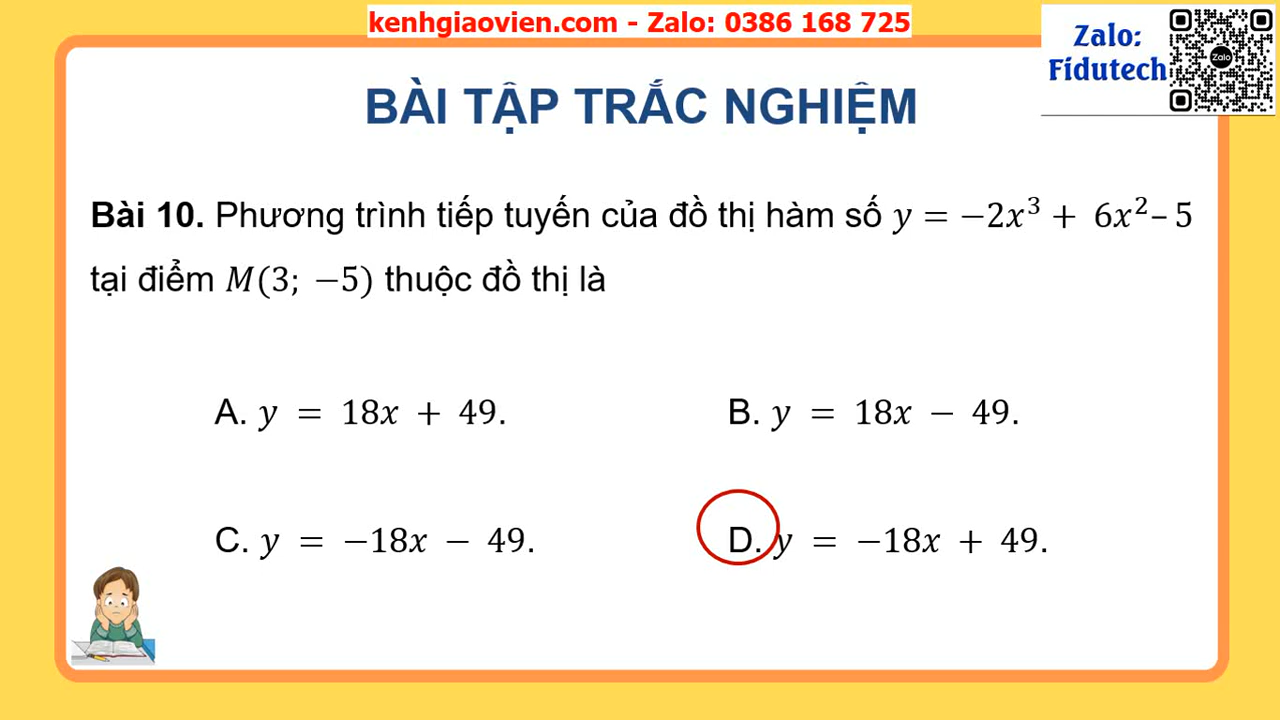 kenhgiaovien.com - Zalo: 0386 168 725
Zalo:
Fidutech
Zalo
BÀI TẬP TRẮC NGHIỆM
Bài 10. Phương trình tiếp tuyến của đồ thị hàm số y = −2x³ + 6x² – 5
tại điểm M(3; −5) thuộc đồ thị là
A. y = 18x + 49.
B. y = 18x − 49.
C. y = −18x − 49.
D. y = −18x + 49.